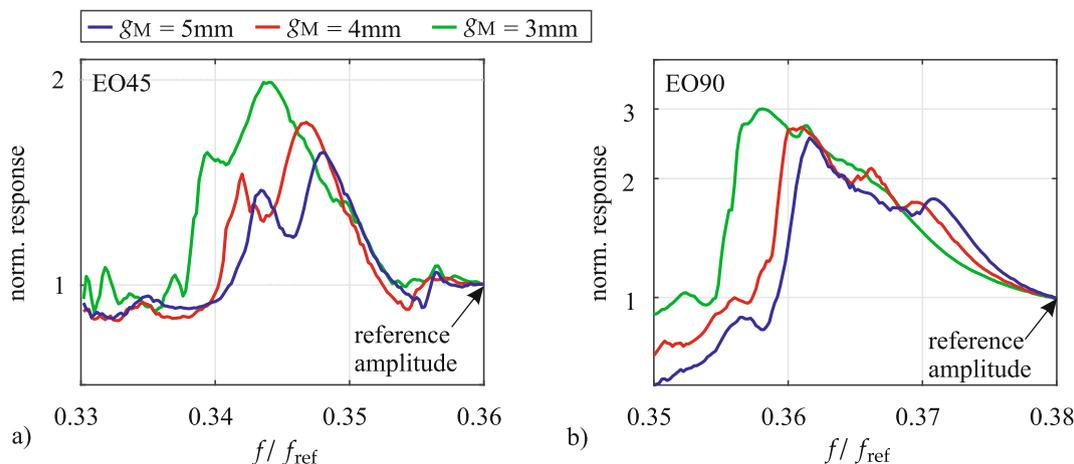 gM = 5mm gM = 4mm gM = 3mm
EO45
norm. response
2
1
reference
amplitude
0.33 0.34 0.35 0.36
f / fref
a)
EO90
norm. response
3
2
1
reference
amplitude
0.35 0.36 0.37 0.38
f / fref
b)